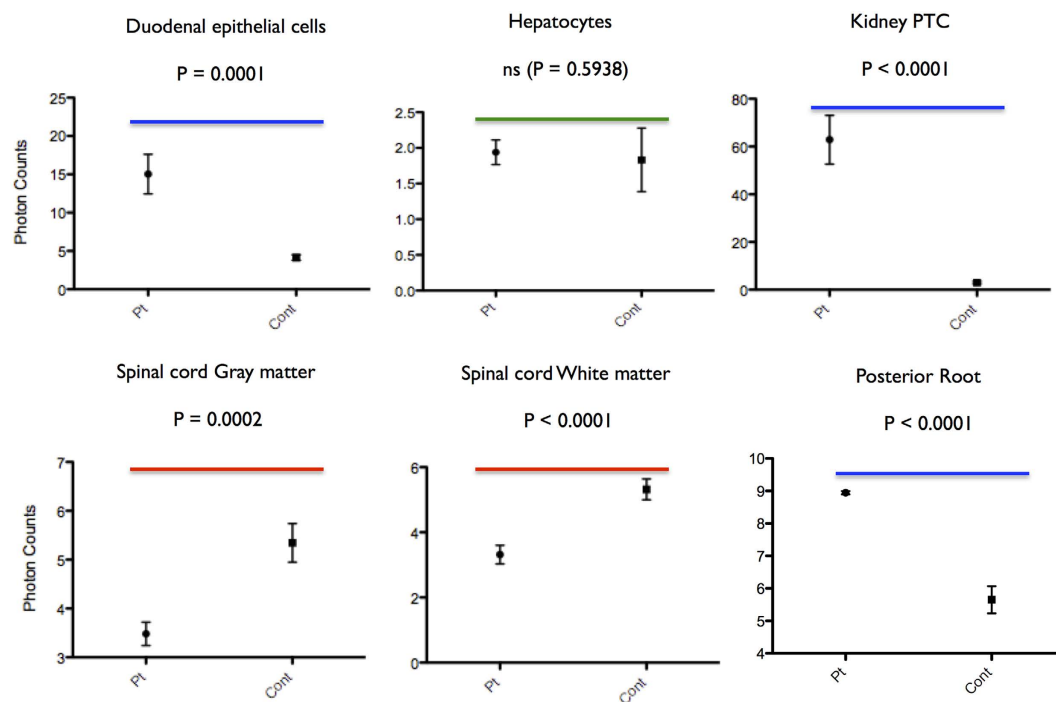 Duodenal epithelial cells
P = 0.0001
Photon Counts
25
20
15
10
5
0
Pt
Cont
Hepatocytes
ns (P = 0.5938)
2.5
2.0
1.5
1.0
0.5
0.0
Pt
Cont
Kidney PTC
P < 0.0001
80
60
40
20
0
Pt
Cont
Spinal cord Gray matter
P = 0.0002
Photon Counts
7
6
5
4
3
Pt
Cont
Spinal cord White matter
P < 0.0001
6
4
2
0
Pt
Cont
Posterior Root
P < 0.0001
10
9
8
7
6
5
4
Pt
Cont